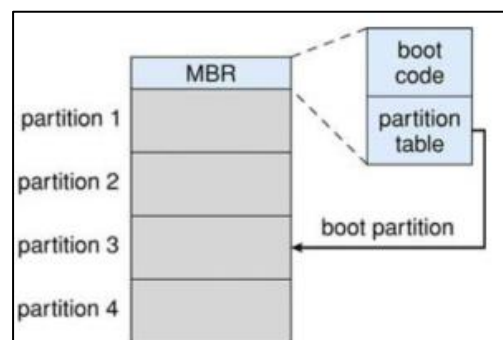 MBR
boot
code
partition 1
partition
table
partition 2
boot partition
partition 3
partition 4